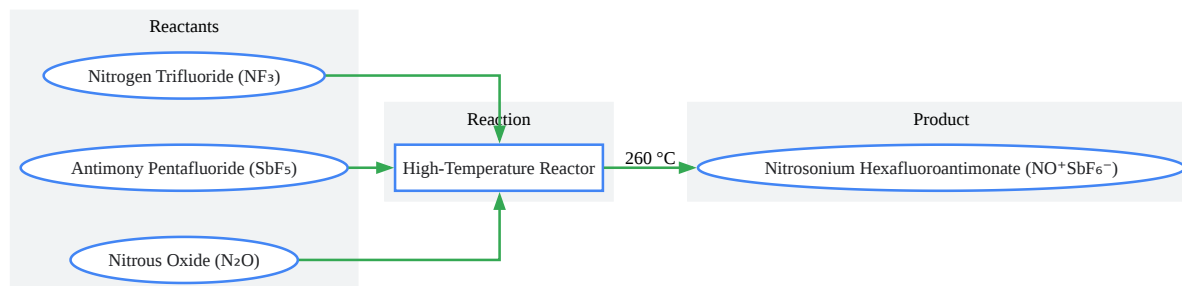 Reactants
Nitrogen Trifluoride (NF₃)
Antimony Pentafluoride (SbF₅)
Nitrous Oxide (N₂O)
Reaction
High-Temperature Reactor
260 °C
Product
Nitrosonium Hexafluoroantimonate (NO⁺SbF₆⁻)